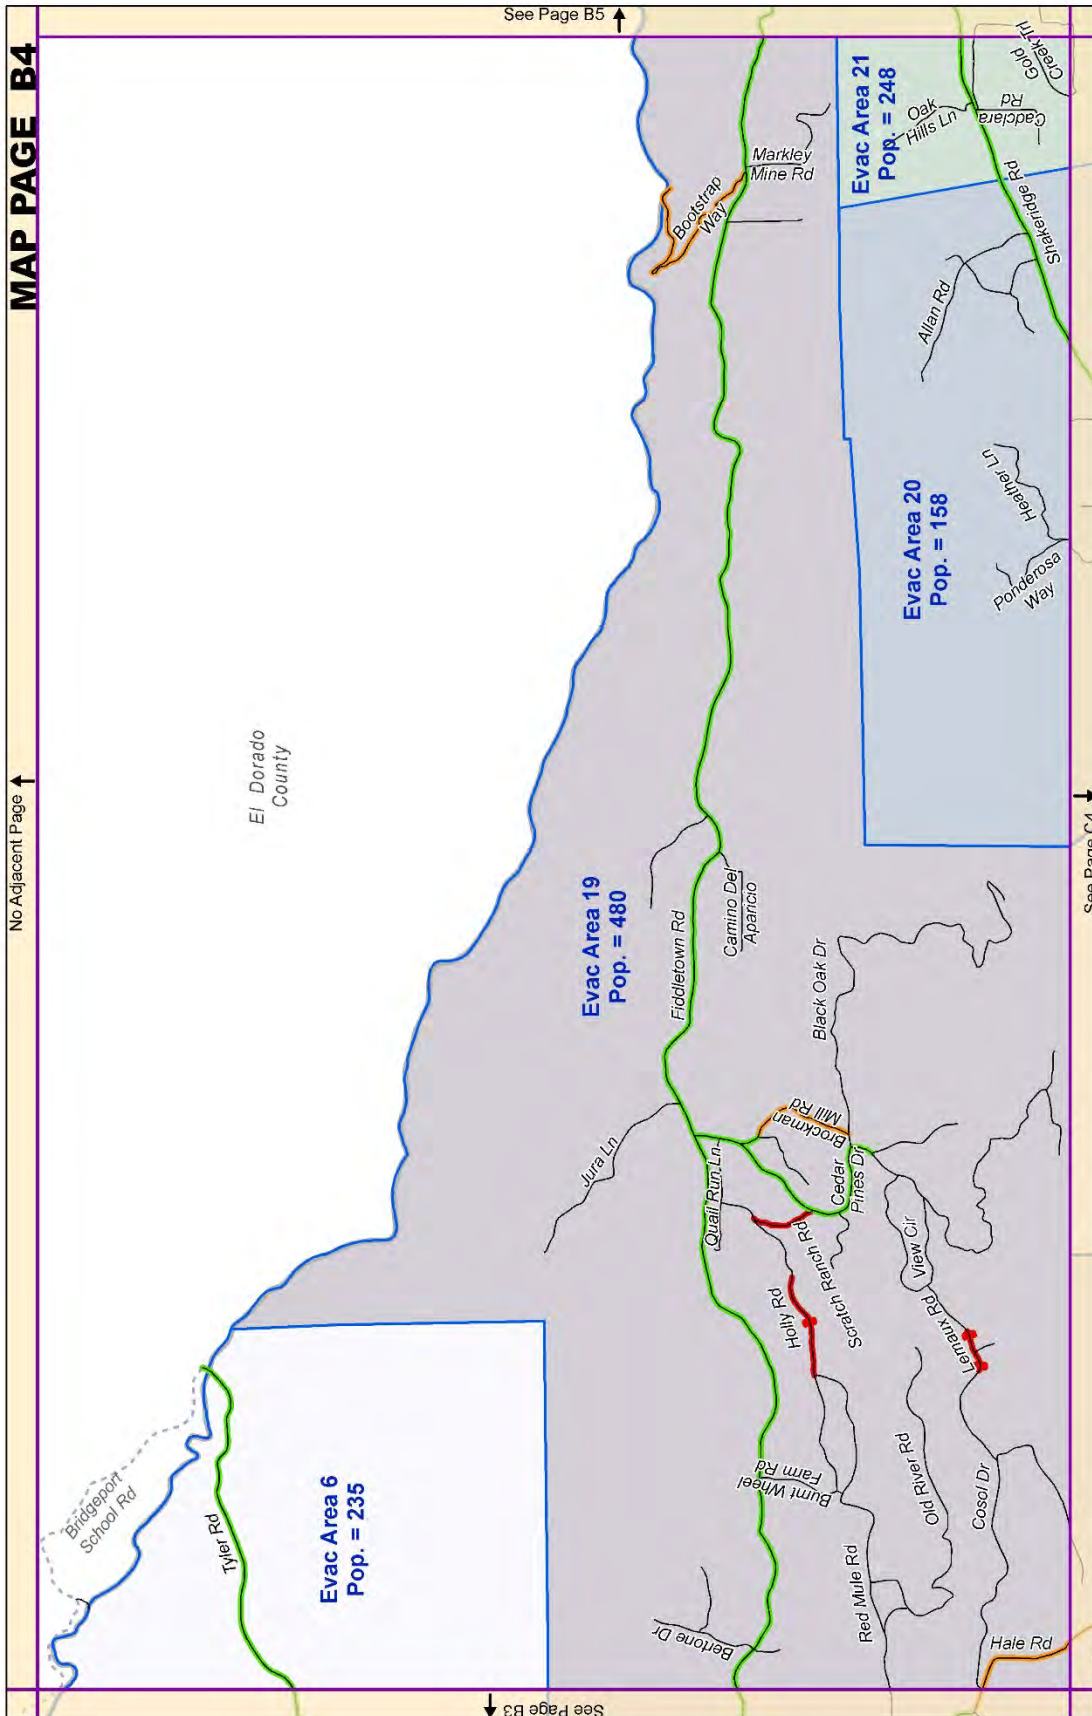 MAP PAGE B4
See Page B5
No Adjacent Page
See Page B3
See Page C4
El Dorado
County
Evac Area 21
Pop. = 248
Oak
Hills Ln
Cadclara
Rd
Gold
Creek Trl
Shakeridge Rd
Markley
Mine Rd
Bootstrap
Way
Allan Rd
Evac Area 20
Pop. = 158
Heather Ln
Ponderosa
Way
Evac Area 19
Pop. = 480
Fiddletown Rd
Camino Del
Aparicio
Black Oak Dr
Jura Ln
Quail Run Ln
Brockman
Mill Rd
Cedar
Pines Dr
View Cir
Scratch Ranch Rd
Holly Rd
Lemaux Rd
Old River Rd
Cosol Dr
Burnt Wheel
Farm Rd
Red Mule Rd
Bertone Dr
Hale Rd
Evac Area 6
Pop. = 235
Tyler Rd
Bridgeport
School Rd